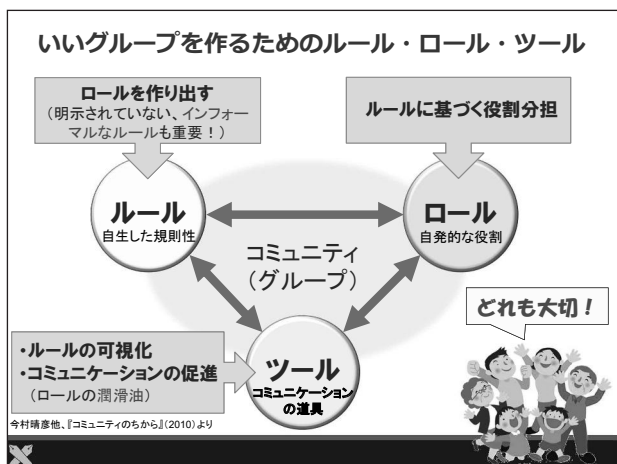 いいグループを作るためのルール・ロール・ツール
ロールを作り出す
（明示されていない、インフォー
マルなルールも重要！）
ルールに基づく役割分担
ルール
自生した規則性
ロール
自発的な役割
コミュニティ
（グループ）
どれも大切！
・ルールの可視化
・コミュニケーションの促進
（ロールの潤滑油）
ツール
コミュニケーション
の道具
今村晴彦他、『コミュニティのちから』（2010）より